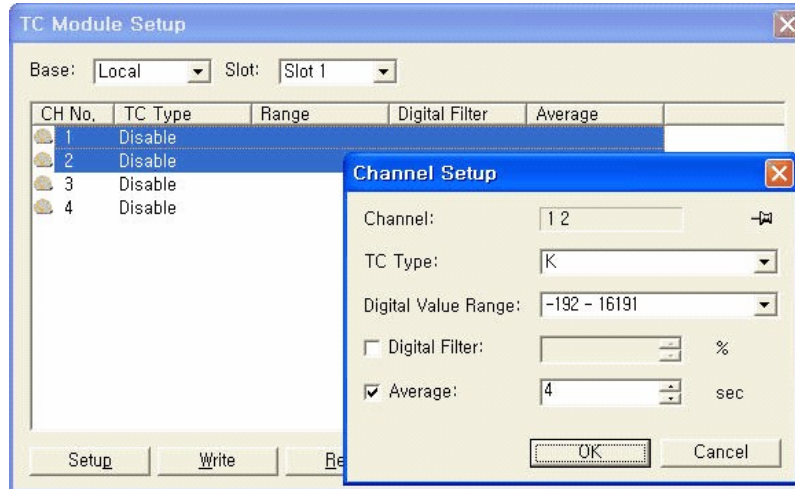 TC Module Setup
Base: Local Slot: Slot 1
CH No. TC Type Range Digital Filter Average
1 Disable
2 Disable
3 Disable
4 Disable
Setup Write Re
Channel Setup
Channel: 1 2
TC Type: K
Digital Value Range: -192 - 16191
Digital Filter: %
Average: 4 sec
OK Cancel